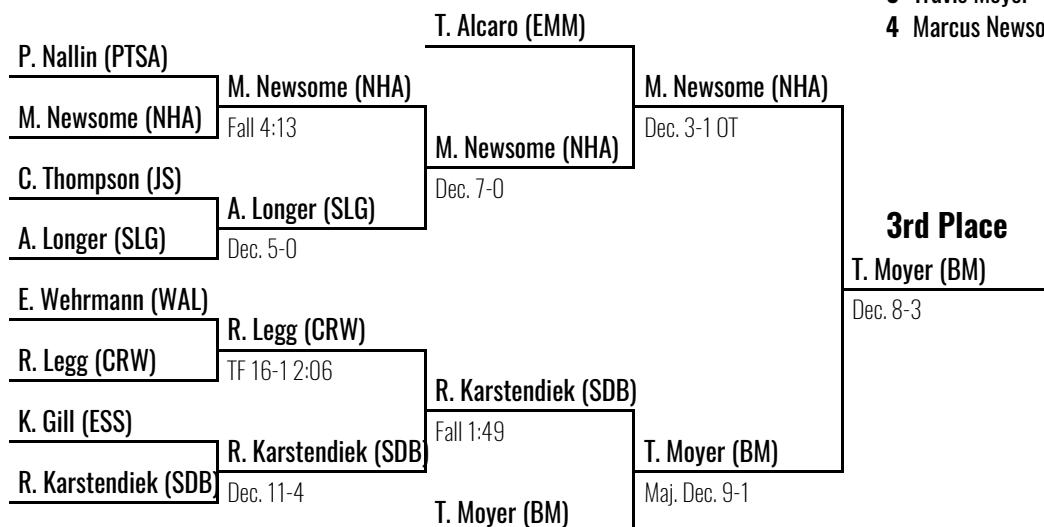 T. Alcaro (EMM)
4 Marcus
P. Nallin (PTSA)
M. Newsome (NHA)
M. Newsome (NHA)
M. Newsome (NHA)
Fall 4:13
Dec. 3-1 OT
M. Newsome (NHA)
C. Thompson (JS)
Dec. 7-0
A. Longer (SLG)
A. Longer (SLG)
Dec. 5-0
3rd Place
T. Moyer (BM)
Dec. 8-3
E. Wehrmann (WAL)
R. Legg (CRW)
R. Legg (CRW)
TF 16-1 2:06
R. Karstendiek (SDB)
K. Gill (ESS)
Fall 1:49
R. Karstendiek (SDB)
T. Moyer (BM)
R. Karstendiek (SDB)
Dec. 11-4
Maj. Dec. 9-1
T. Moyer (BM)